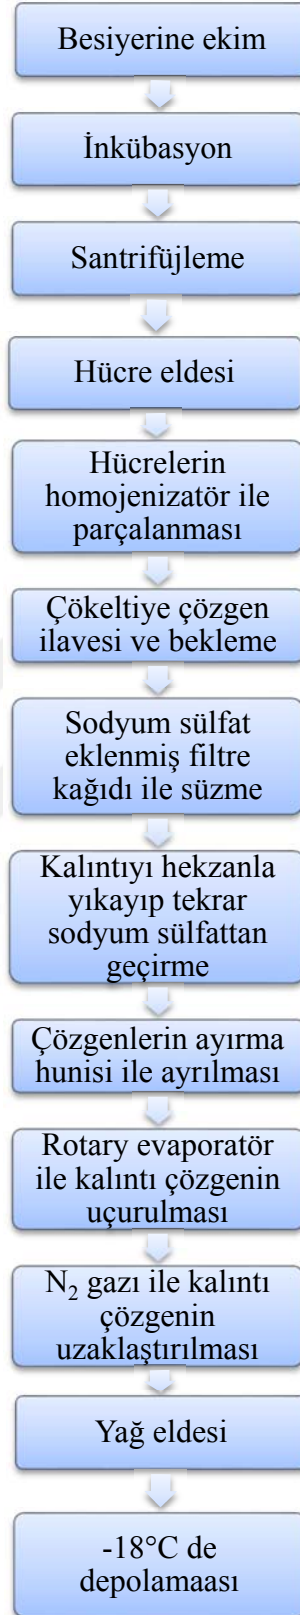 Besiyerine ekim
İnkübasyon
Santrifüjleme
Hücre eldesi
Hücrelerin
homojenizatör ile
parçalanması
Çökeltiye çözgen
ilavesi ve bekleme
Sodyum sülfat
eklenmiş filtre
kağıdı ile süzme
Kalıntıyı hekzanla
yıkayıp tekrar
sodyum sülfattan
geçirme
Çözgenlerin ayırma
hunisi ile ayrılması
Rotary evaporatör
ile kalıntı çözgenin
uçurulması
N₂ gazı ile kalıntı
çözgenin
uzaklaştırılması
Yağ eldesi
-18°C de
depolamaası